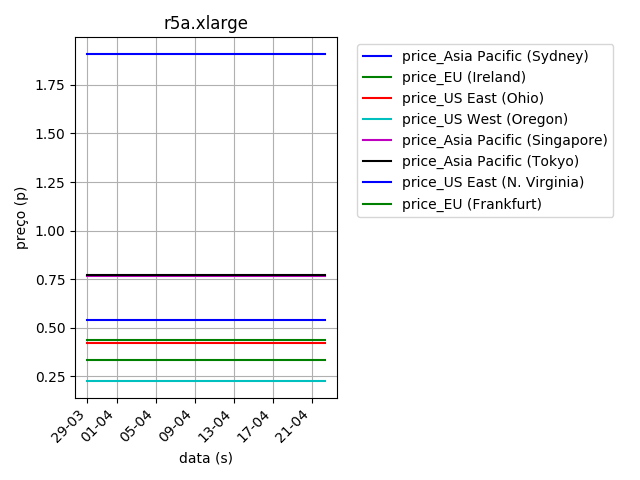 r5a.xlarge
1.75
1.50
1.25
1.00
0.75
0.50
0.25
preço (p)
29-03
01-04
05-04
09-04
13-04
17-04
21-04
data (s)
price_Asia Pacific (Sydney)
price_EU (Ireland)
price_US East (Ohio)
price_US West (Oregon)
price_Asia Pacific (Singapore)
price_Asia Pacific (Tokyo)
price_US East (N. Virginia)
price_EU (Frankfurt)